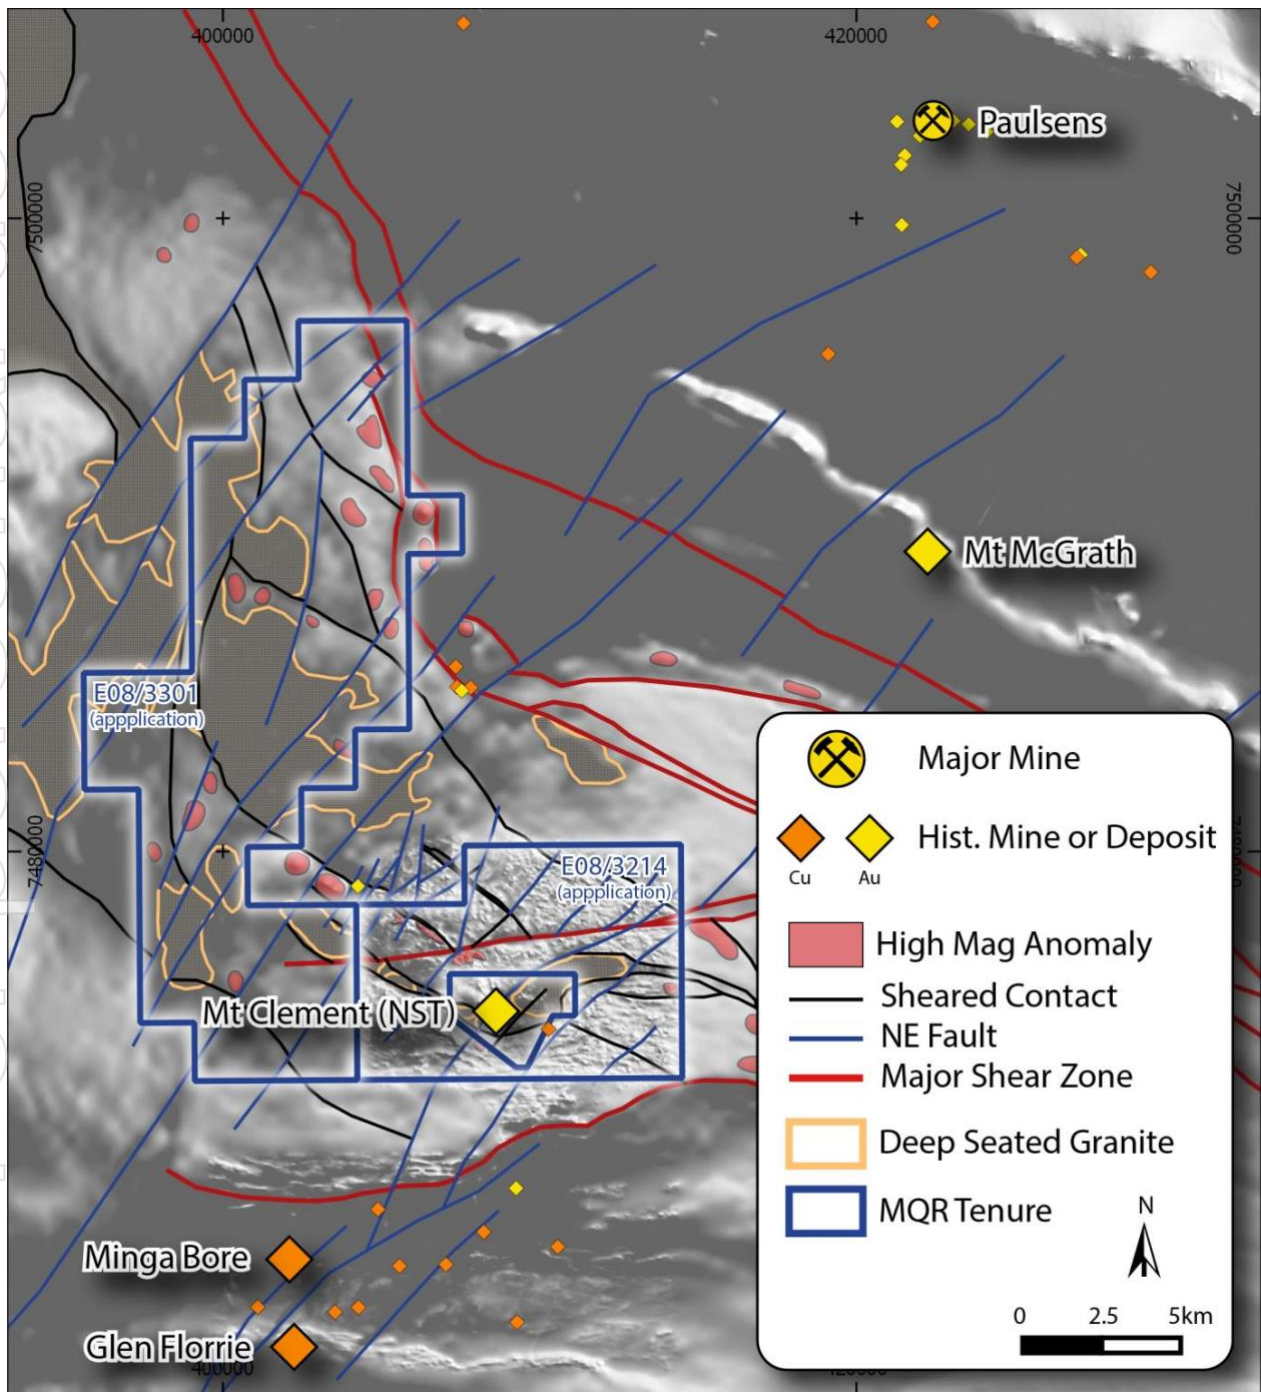 400000
420000
Paulsens
7500000
7500000
Mt McGrath
E08/3301
(appplication)
7480000
E08/3214
(appplication)
Mt Clement (NST)
Minga Bore
Glen Florrie
400000
Major Mine
Hist. Mine or Deposit
Cu
Au
High Mag Anomaly
Sheared Contact
NE Fault
Major Shear Zone
Deep Seated Granite
MQR Tenure
N
0
2.5
5km